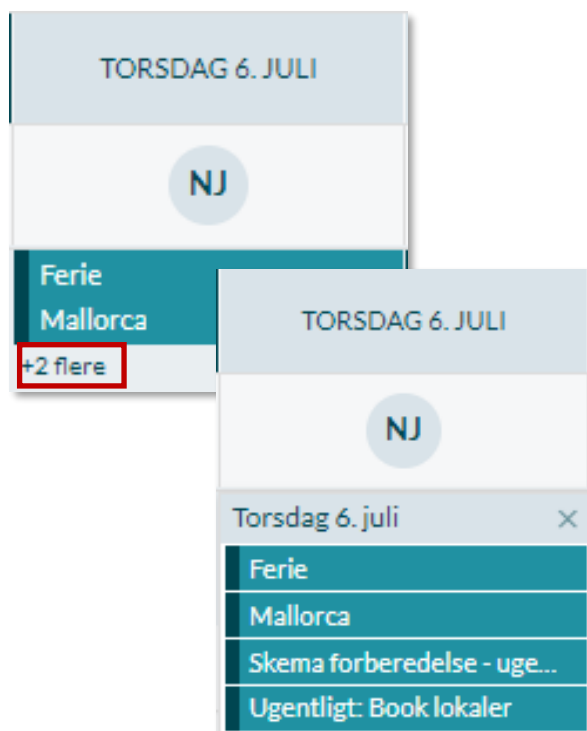 TORSDAG 6. JULI
NJ
Ferie
Mallorca
+2 flere
TORSDAG 6. JULI
NJ
Torsdag 6. juli ×
Ferie
Mallorca
Skema forberedelse - uge...
Ugentligt: Book lokaler